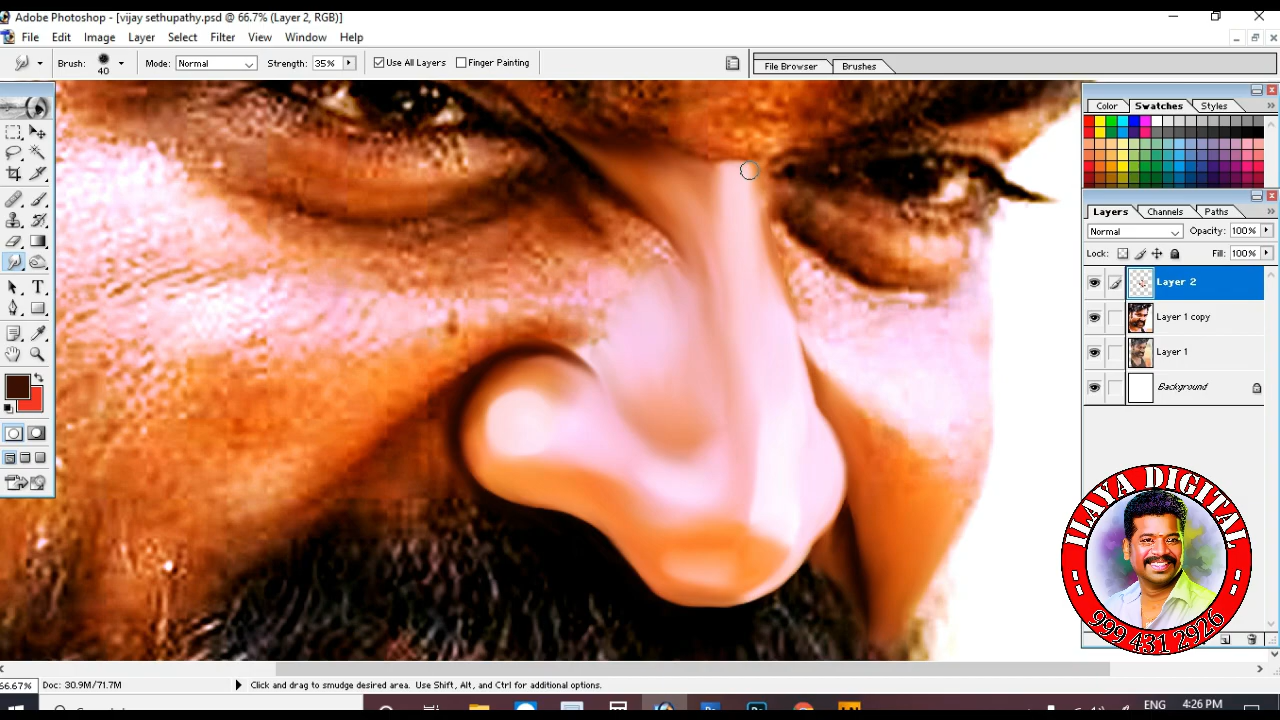 Adobe Photoshop - [vijay sethupathy.psd @ 66.7% (Layer 2, RGB)]
File Edit Image Layer Select Filter View Window Help
Brush: 40 Mode: Normal Strength: 35% Use All Layers Finger Painting File Browser Brushes
Color Swatches Styles
Layers Channels Paths
Normal Opacity: 100%
Lock: Fill: 100%
Layer 2
Layer 1 copy
Layer 1
Background
ILAYA DIGITAL
999 431 2926
66.67% Doc: 30.9M/71.7M Click and drag to smudge desired area. Use Shift, Alt, and Ctrl for additional options.
ENG 4:26 PM